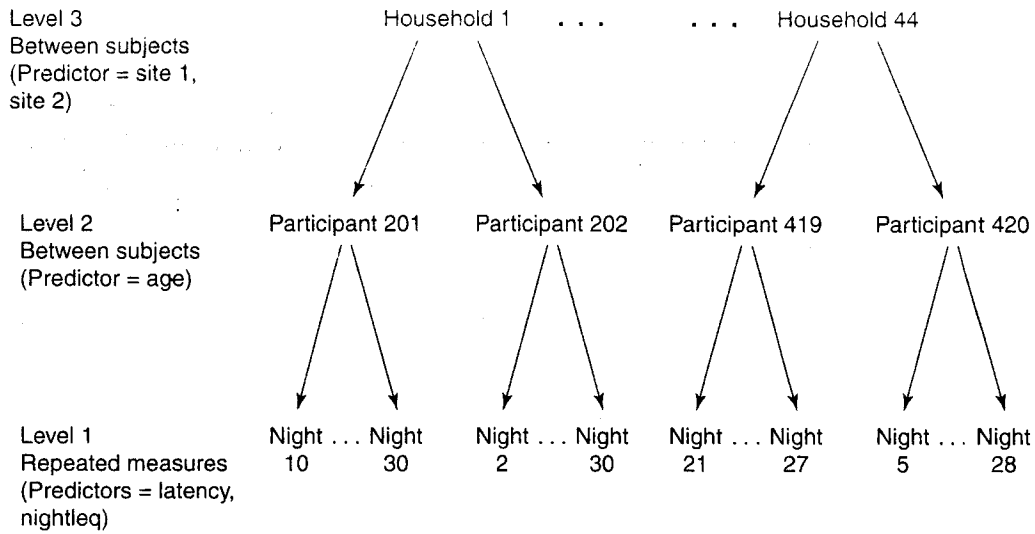 Level 3
Between subjects
(Predictor = site 1,
site 2)
Household 1 . . . . . . Household 44
Level 2
Between subjects
(Predictor = age)
Participant 201 Participant 202 Participant 419 Participant 420
Level 1
Repeated measures
(Predictors = latency,
nightleq)
Night ... Night Night ... Night Night ... Night Night ... Night
10 30 2 30 21 27 5 28